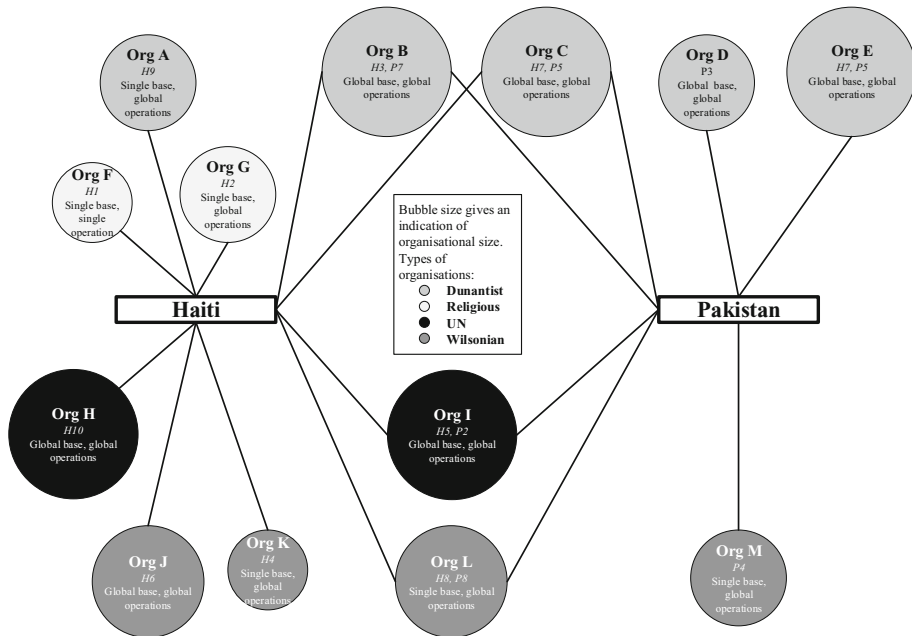 Org A
H9
Single base,
global
operations
Org B
H3, P7
Global base, global
operations
Org C
H7, P5
Global base, global
operations
Org D
P3
Global base,
global
operations
Org E
H7, P5
Global base, global
operations
Org F
H1
Single base,
single
operation
Org G
H2
Single base,
global
operations
Bubble size gives an
indication of
organisational size.
Types of
organisations:
Dunantist
Religious
UN
Wilsonian
Haiti
Pakistan
Org H
H10
Global base, global
operations
Org I
H5, P2
Global base, global
operations
Org J
H6
Global base, global
operations
Org K
H4
Single base,
global
operations
Org L
H8, P8
Single base, global
operations
Org M
P4
Single base,
global
operations